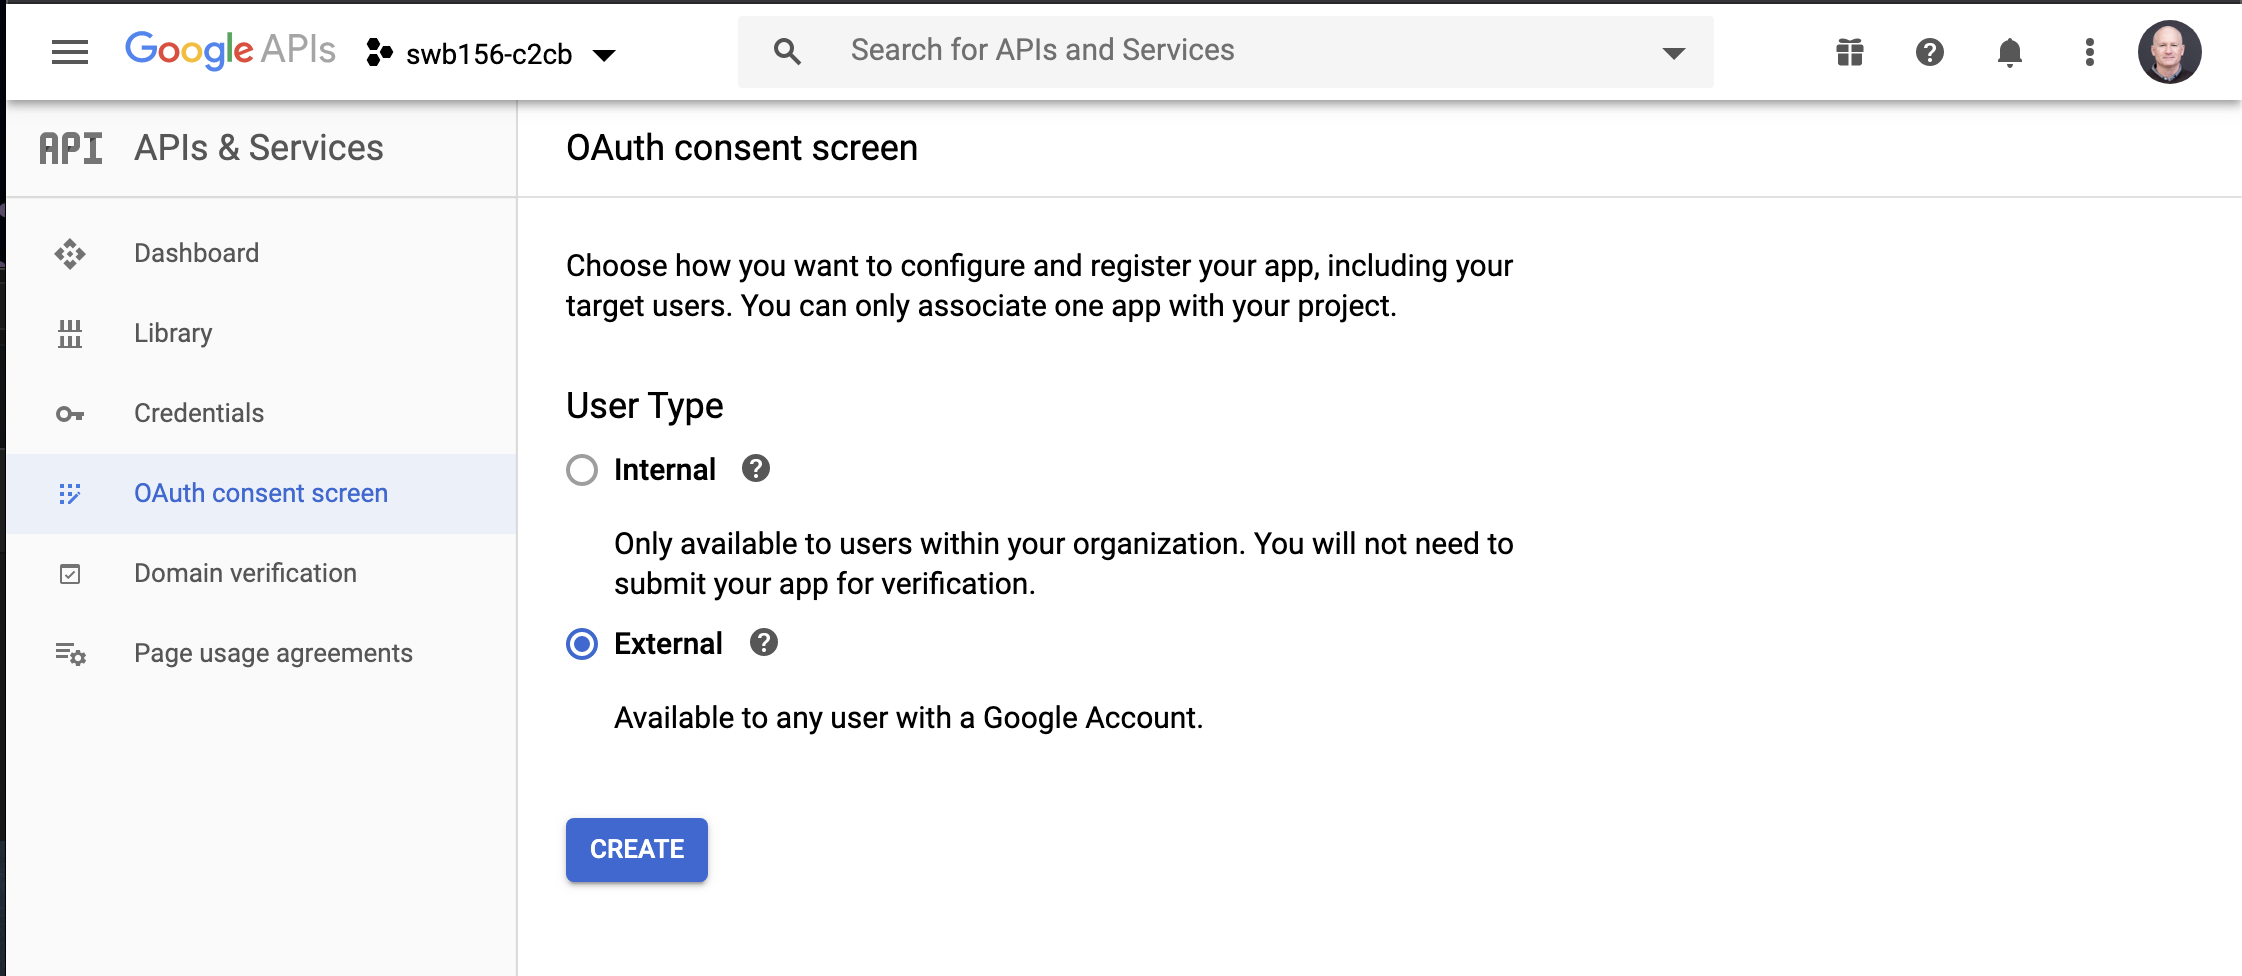 Google APIs
swb156-c2cb
Search for APIs and Services
API
APIs & Services
OAuth consent screen
Dashboard
Library
Credentials
OAuth consent screen
Domain verification
Page usage agreements
Choose how you want to configure and register your app, including your
target users. You can only associate one app with your project.
User Type
Internal
Only available to users within your organization. You will not need to
submit your app for verification.
External
Available to any user with a Google Account.
CREATE